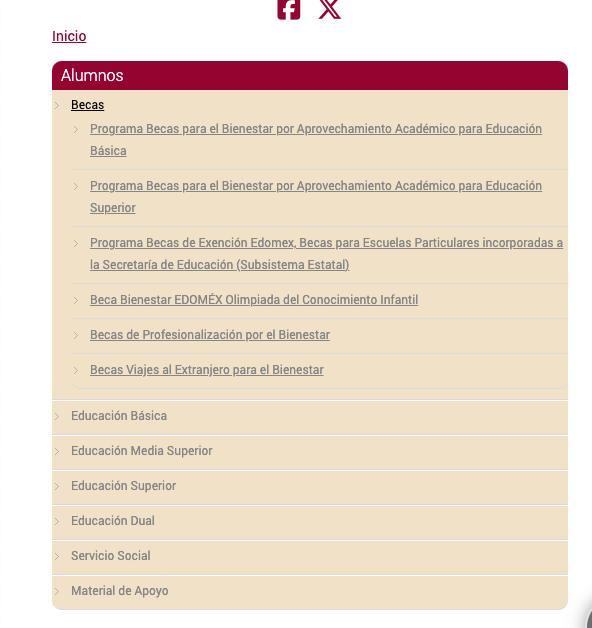 Inicio
Alumnos
Becas
Programa Becas para el Bienestar por Aprovechamiento Académico para Educación
Básica
Programa Becas para el Bienestar por Aprovechamiento Académico para Educación
Superior
Programa Becas de Exención Edomex, Becas para Escuelas Particulares incorporadas a
la Secretaría de Educación (Subsistema Estatal)
Beca Bienestar EDOMÉX Olimpiada del Conocimiento Infantil
Becas de Profesionalización por el Bienestar
Becas Viajes al Extranjero para el Bienestar
Educación Básica
Educación Media Superior
Educación Superior
Educación Dual
Servicio Social
Material de Apoyo